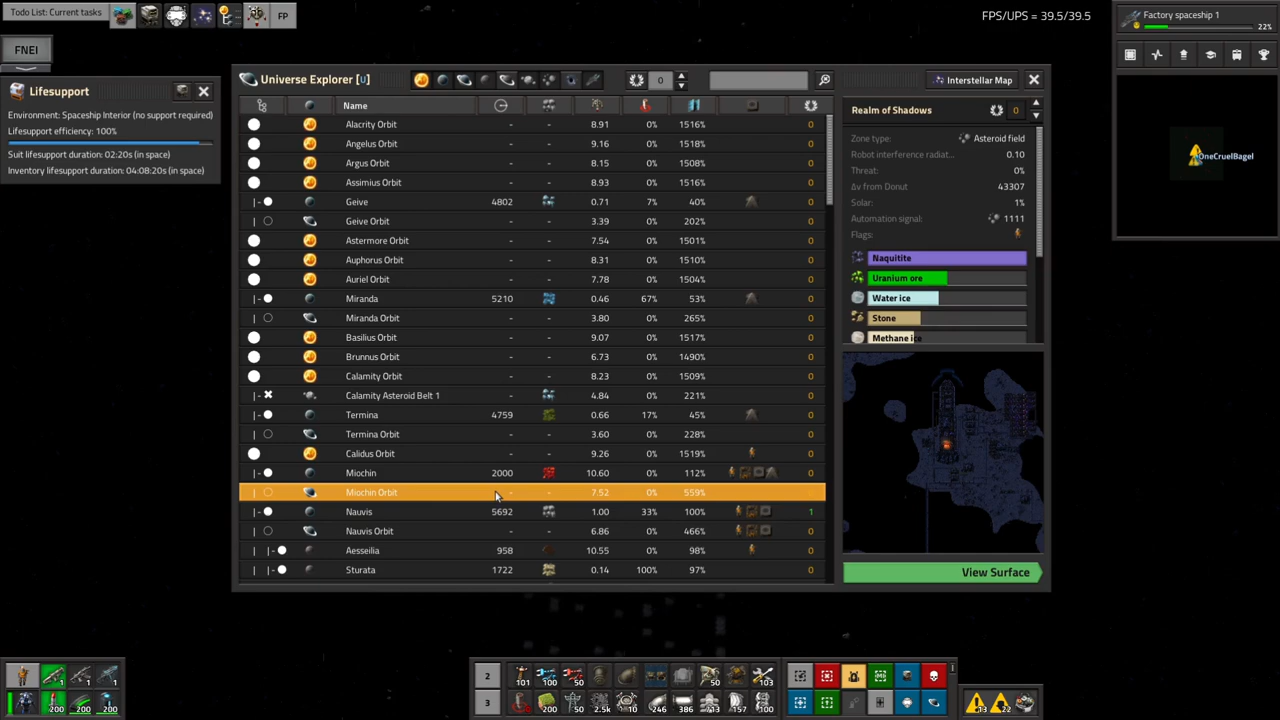 Todo List: Current tasks
FP
FPS/UPS = 39.5/39.5
Factory spaceship 1
22%
FNEI
Lifesupport
Environment: Spaceship Interior (no support required)
Lifesupport efficiency: 100%
Suit lifesupport duration: 02:20s (in space)
Inventory lifesupport duration: 04:08:20s (in space)
Universe Explorer [U]
0
Interstellar Map
Name
Alacrity Orbit - - 8.91 0% 1516% 0
Angelus Orbit - - 9.16 0% 1518% 0
Argus Orbit - - 8.15 0% 1508% 0
Assimius Orbit - - 8.93 0% 1516% 0
Geive 4802 0.71 7% 40% 0
Geive Orbit - - 3.39 0% 202% 0
Astermore Orbit - - 7.54 0% 1501% 0
Auphorus Orbit - - 8.31 0% 1510% 0
Auriel Orbit - - 7.78 0% 1504% 0
Miranda 5210 0.46 67% 53% 0
Miranda Orbit - - 3.80 0% 265% 0
Basilius Orbit - - 9.07 0% 1517% 0
Brunnus Orbit - - 6.73 0% 1490% 0
Calamity Orbit - - 8.23 0% 1509% 0
Calamity Asteroid Belt 1 - 4.84 0% 221% 0
Termina 4759 0.66 17% 45% 0
Termina Orbit - - 3.60 0% 228% 0
Calidus Orbit - - 9.26 0% 1519% 0
Miochin 2000 10.60 0% 112% 0
Miochin Orbit - - 7.52 0% 559% 0
Nauvis 5692 1.00 33% 100% 1
Nauvis Orbit - - 6.86 0% 466% 0
Aesseilia 958 10.55 0% 98% 0
Sturata 1722 0.14 100% 97% 0
Realm of Shadows 0
Zone type: Asteroid field
Robot interference radiat... 0.10
Threat: 0%
Δv from Donut 43307
Solar: 1%
Automation signal: 1111
Flags:
Naquitite
Uranium ore
Water ice
Stone
Methane ice
View Surface
OneCruelBagel
1 1 1
200 200 200
2 101 100 50 50 103
3 200 50 2.5k 10 246 386 157 100